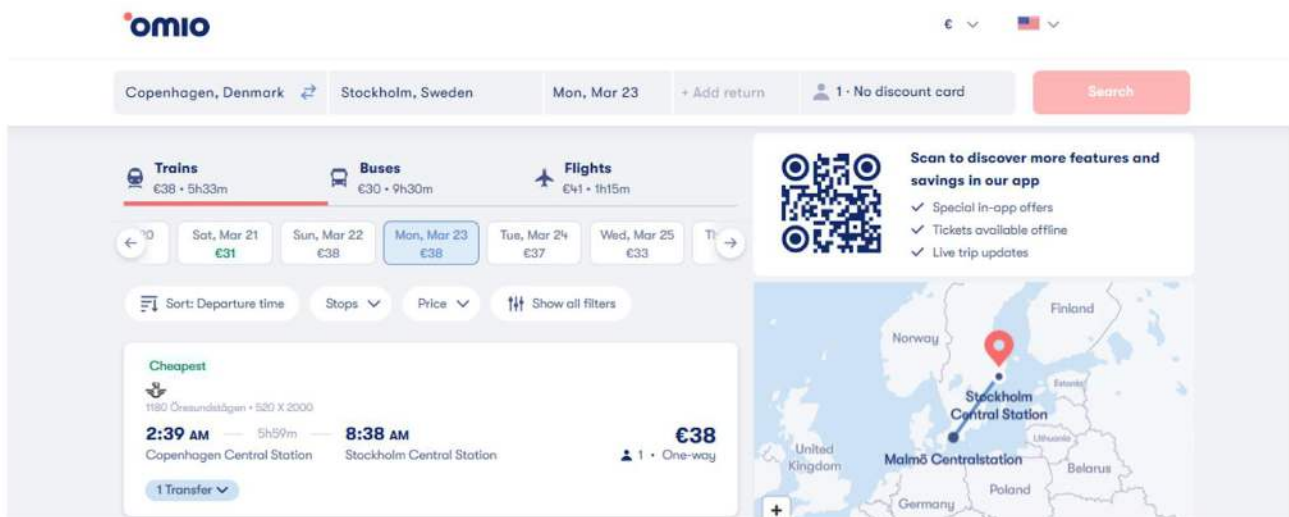 omio
€
Copenhagen, Denmark
Stockholm, Sweden
Mon, Mar 23
+ Add return
1 · No discount card
Search
Trains
€38 • 5h33m
Buses
€30 • 9h30m
Flights
€41 • 1h15m
Sat, Mar 21
€31
Sun, Mar 22
€38
Mon, Mar 23
€38
Tue, Mar 24
€37
Wed, Mar 25
€33
Sort: Departure time
Stops
Price
Show all filters
Cheapest
1180 Öresundstågen • 520 X 2000
2:39 AM
5h59m
8:38 AM
€38
Copenhagen Central Station
Stockholm Central Station
1 • One-way
1 Transfer
Scan to discover more features and
savings in our app
Special in-app offers
Tickets available offline
Live trip updates
Finland
Norway
Estonia
Stockholm
Central Station
Lithuania
United
Kingdom
Malmö Centralstation
Belarus
Poland
Germany
+